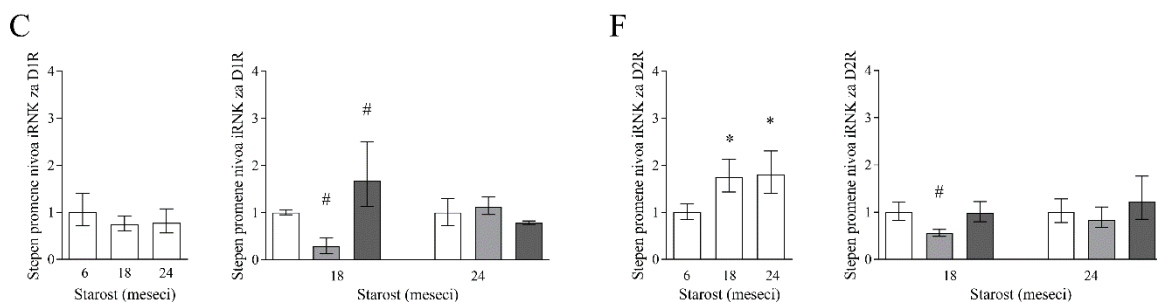 C
Stepen promene nivoa iRNK za D1R
4
3
2
1
0
6 18 24
Starost (meseci)
Stepen promene nivoa iRNK za D1R
4
3
2
1
0
#
#
18 24
Starost (meseci)
F
Stepen promene nivoa iRNK za D2R
4
3
2
1
0
*
*
6 18 24
Starost (meseci)
Stepen promene nivoa iRNK za D2R
4
3
2
1
0
#
18 24
Starost (meseci)